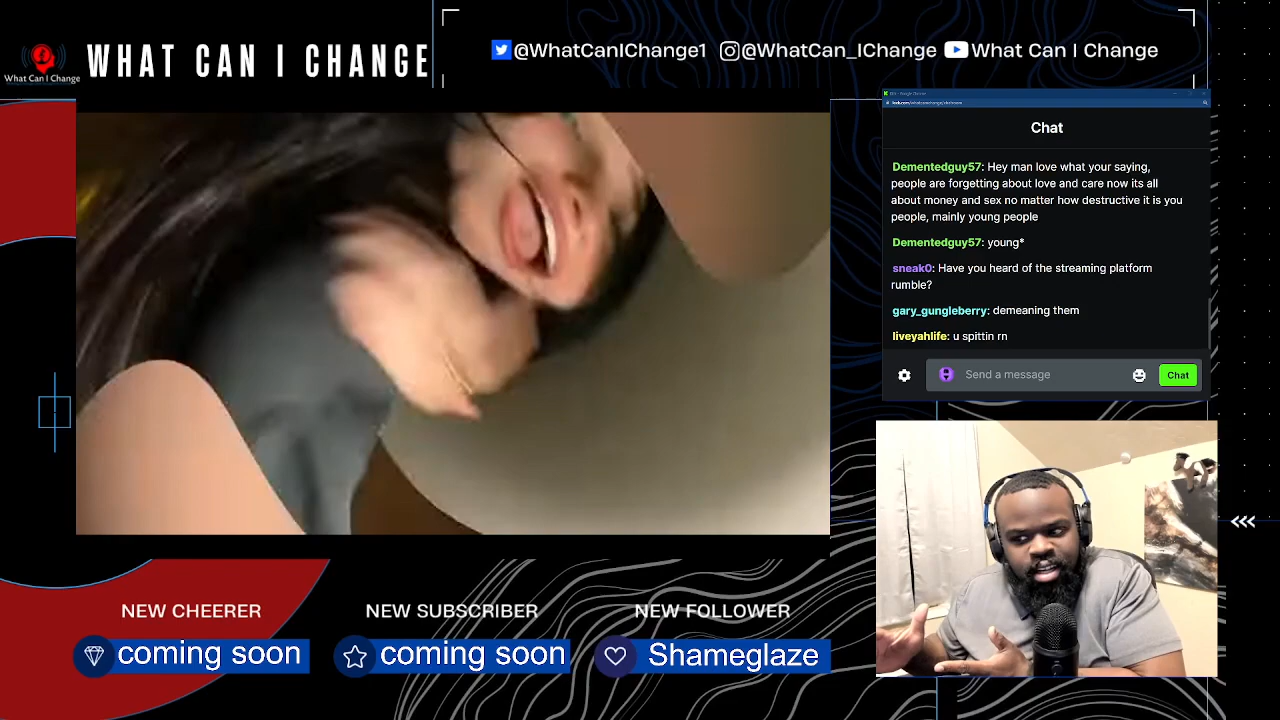 What Can I Change
WHAT CAN I CHANGE
@WhatCanIChange1 @WhatCan_IChange What Can I Change
Chat
Dementedguy57: Hey man love what your saying,
people are forgetting about love and care now its all
about money and sex no matter how destructive it is you
people, mainly young people
Dementedguy57: young*
sneak0: Have you heard of the streaming platform
rumble?
gary_gungleberry: demeaning them
liveyahlife: u spittin rn
Send a message
Chat
NEW CHEERER
coming soon
NEW SUBSCRIBER
coming soon
NEW FOLLOWER
Shameglaze